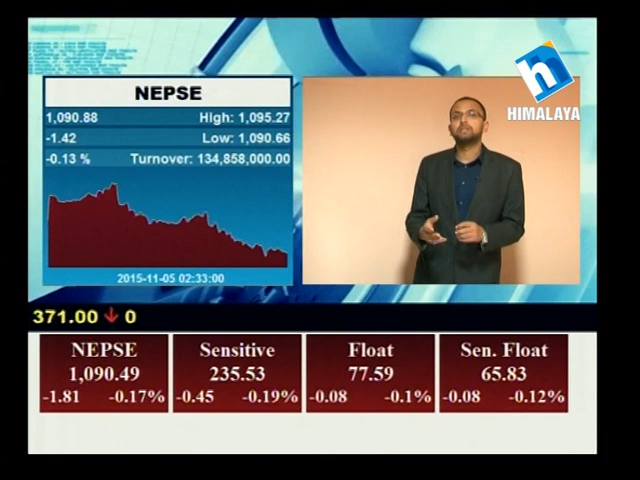 HIMALAYA
NEPSE
1,090.88 High: 1,095.27
-1.42 Low: 1,090.66
-0.13 % Turnover: 134,858,000.00
2015-11-05 02:33:00
371.00 0
NEPSE Sensitive Float Sen. Float
1,090.49 235.53 77.59 65.83
-1.81 -0.17% -0.45 -0.19% -0.08 -0.1% -0.08 -0.12%